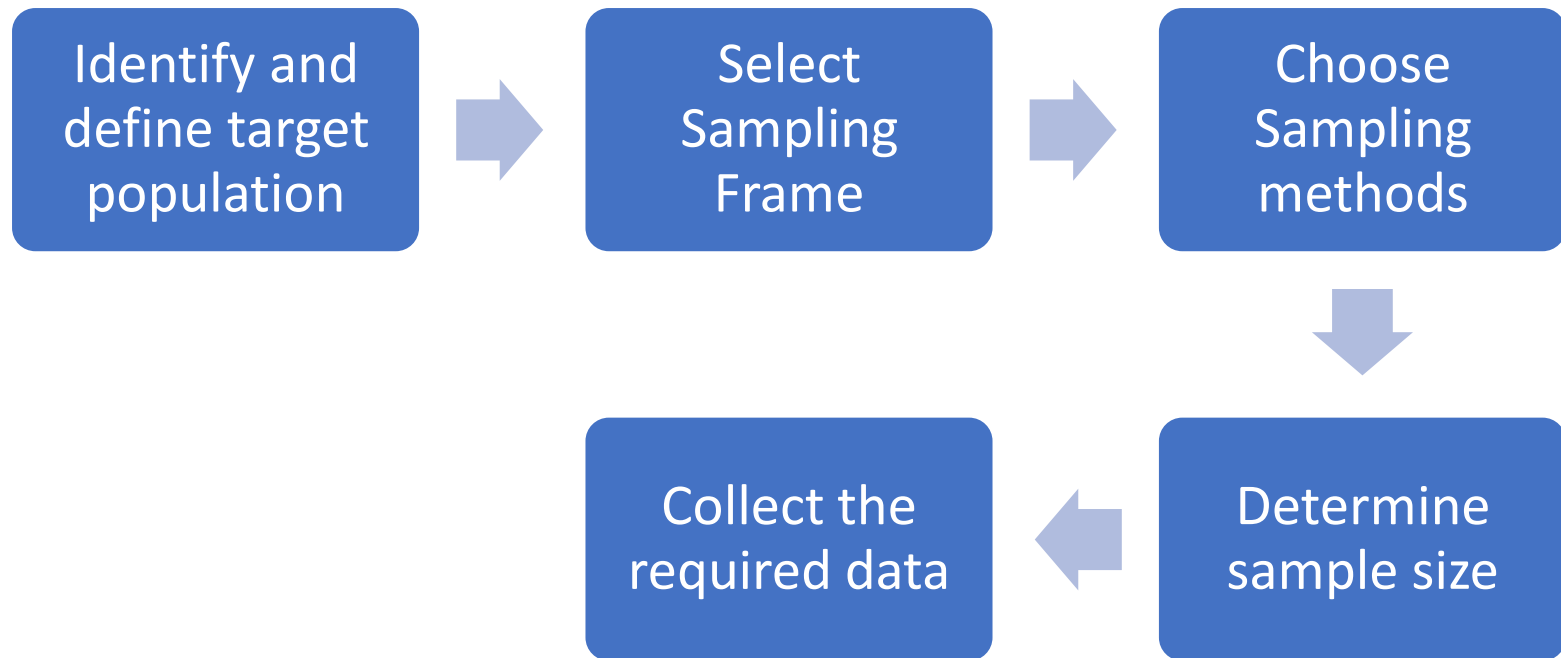 Identify and
define target
population
Select
Sampling
Frame
Choose
Sampling
methods
Determine
sample size
Collect the
required data